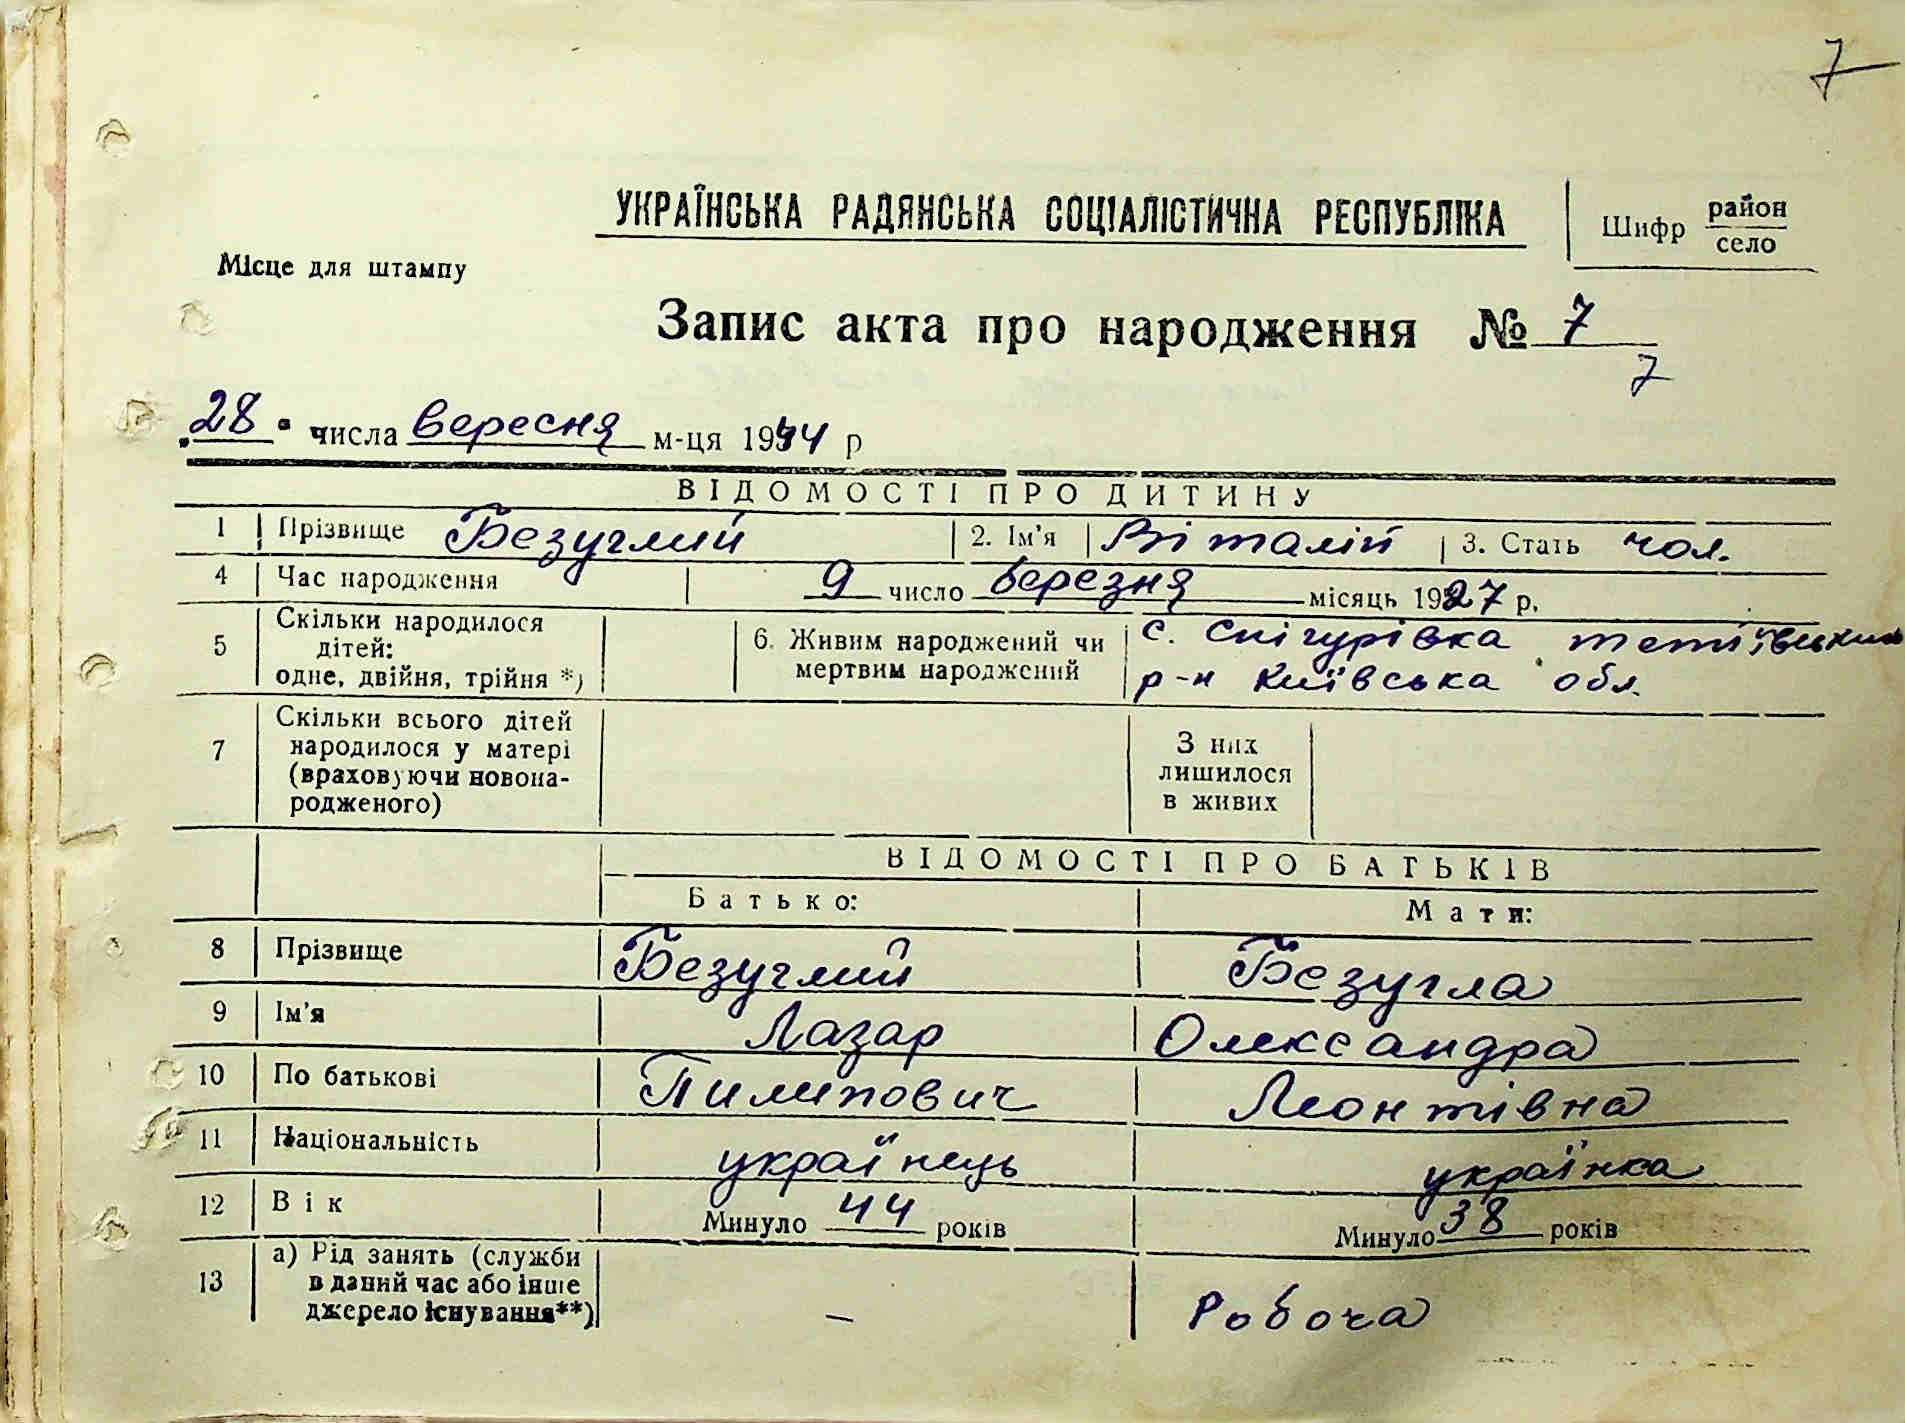 7
УКРАЇНСЬКА РАДЯНСЬКА СОЦІАЛІСТИЧНА РЕСПУБЛІКА
Шифр район
село
Місце для штампу
Запис акта про народження № 7
7
„28" числа вересня м-ця 1944 р
ВІДОМОСТІ ПРО ДИТИНУ
1 Прізвище Безуглий 2. Ім'я Віталій 3. Стать чол.
4 Час народження 9 число березня місяць 1927 р.
5 Скільки народилося дітей: одне, двійня, трійня *) 6. Живим народжений чи мертвим народжений с. Снігурівка тетіївський
р-н Київська обл.
7 Скільки всього дітей народилося у матері (враховуючи новонародженого) З них лишилося в живих
ВІДОМОСТІ ПРО БАТЬКІВ
Батько: Мати:
8 Прізвище Безуглий Безугла
9 Ім'я Лазар Олександра
10 По батькові Пилипович Леонтівна
11 Національність українець українка
12 Вік Минуло 44 років Минуло 38 років
13 а) Рід занять (служби в даний час або інше джерело існування**) — Робоча